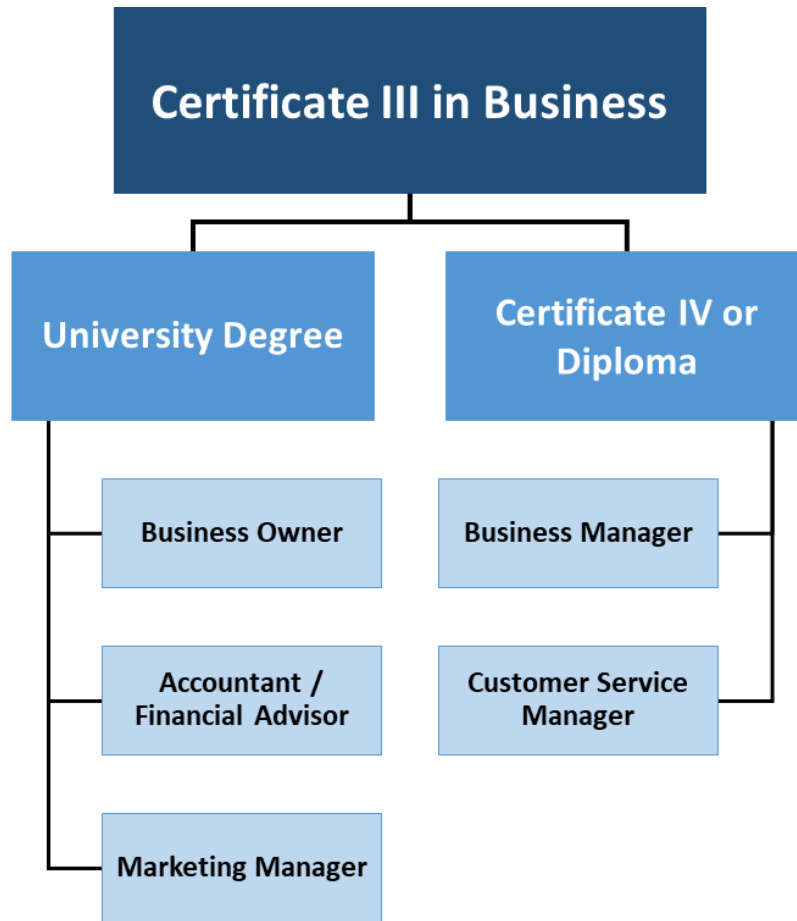 Certificate III in Business
University Degree
Certificate IV or
Diploma
Business Owner
Accountant /
Financial Advisor
Marketing Manager
Business Manager
Customer Service
Manager